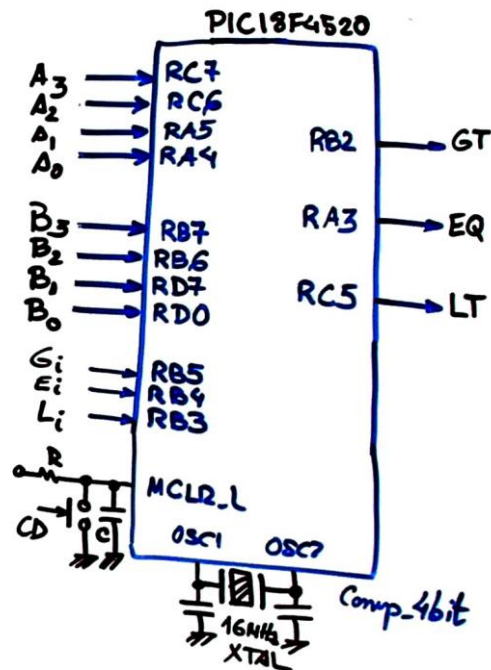 PIC18F4520
A3 RC7
A2 RC6
A1 RA5
A0 RA4
RB2 GT
B3 RB7
RA3 EQ
B2 RB6
B1 RD7
B0 RD0
RC5 LT
Gi RB5
Ei RB4
Li RB3
R
MCLR_L
CD
C
OSC1 OSC2
Comp_4bit
16MHz
XTAL